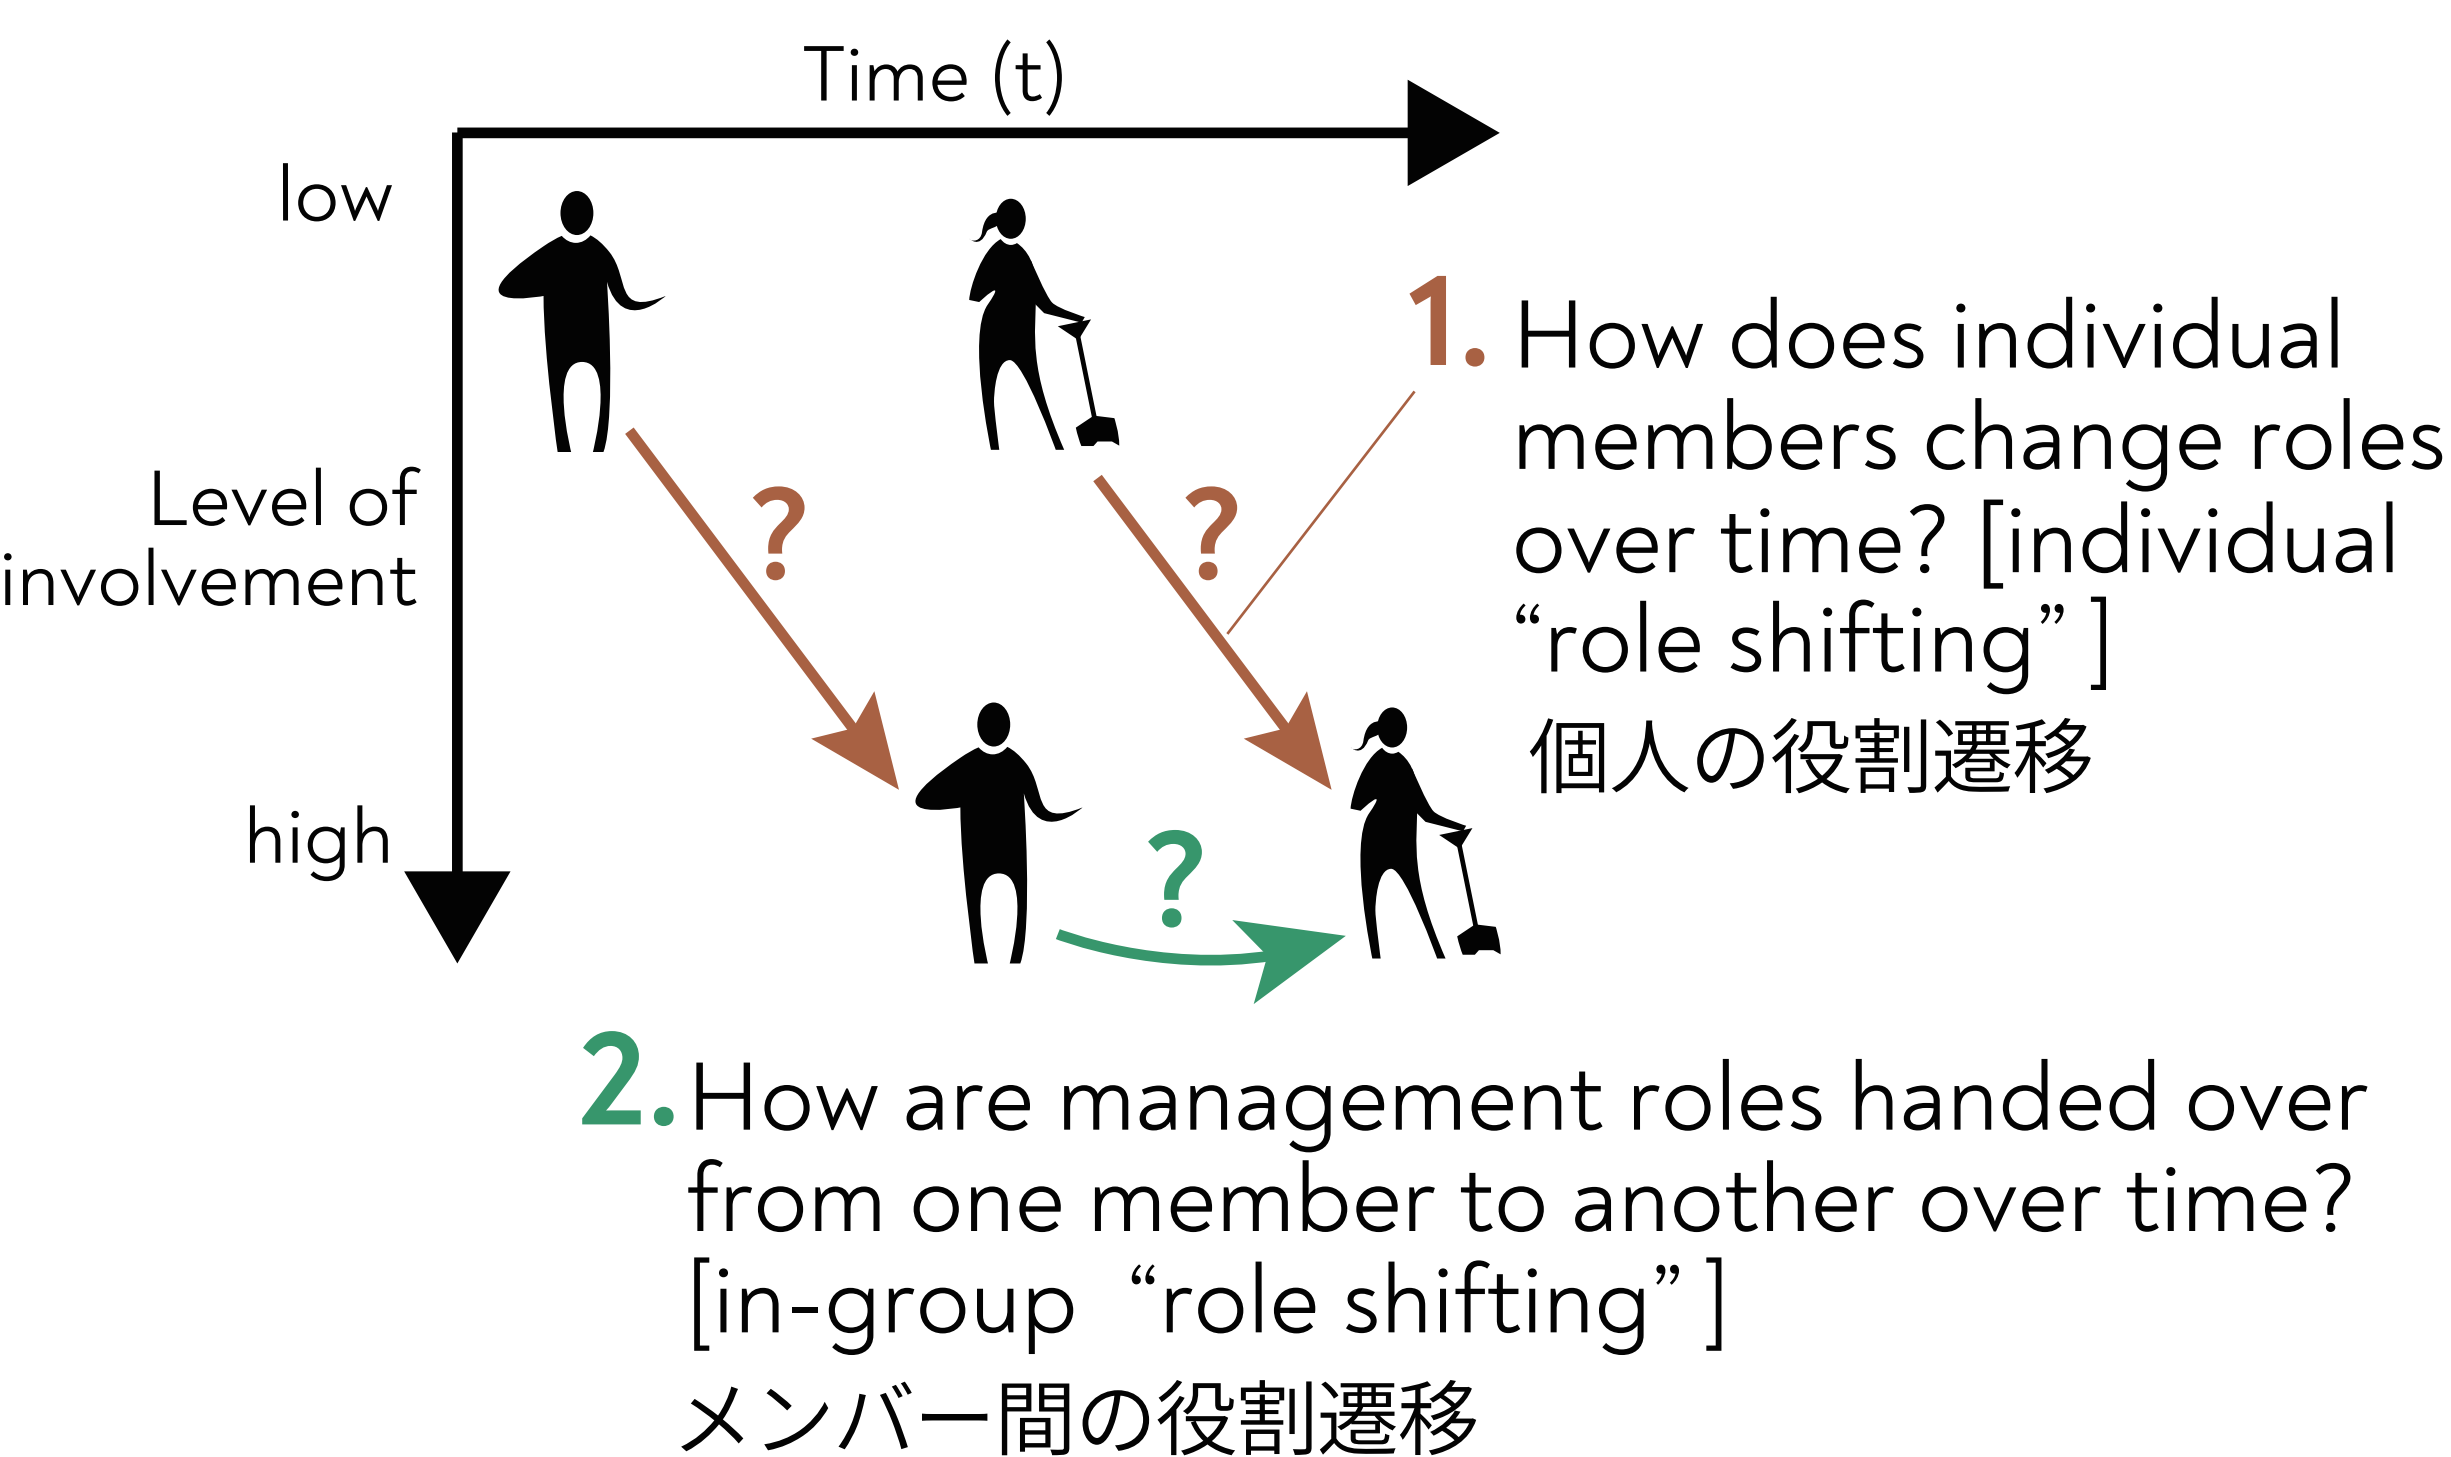 Time (t)
low
Level of
involvement
high
?
?
?
1. How does individual
members change roles
over time? [individual
“role shifting” ]
個人の役割遷移
2. How are management roles handed over
from one member to another over time?
[in-group “role shifting” ]
メンバー間の役割遷移